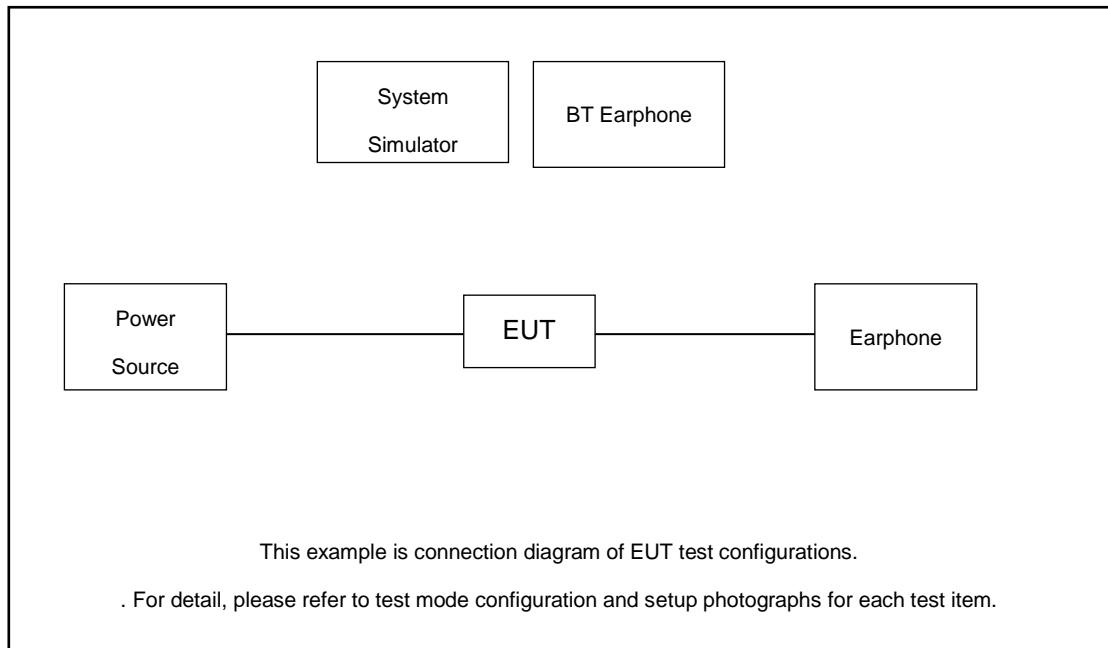 System
Simulator
BT Earphone
Power
Source
EUT
Earphone
This example is connection diagram of EUT test configurations.
. For detail, please refer to test mode configuration and setup photographs for each test item.